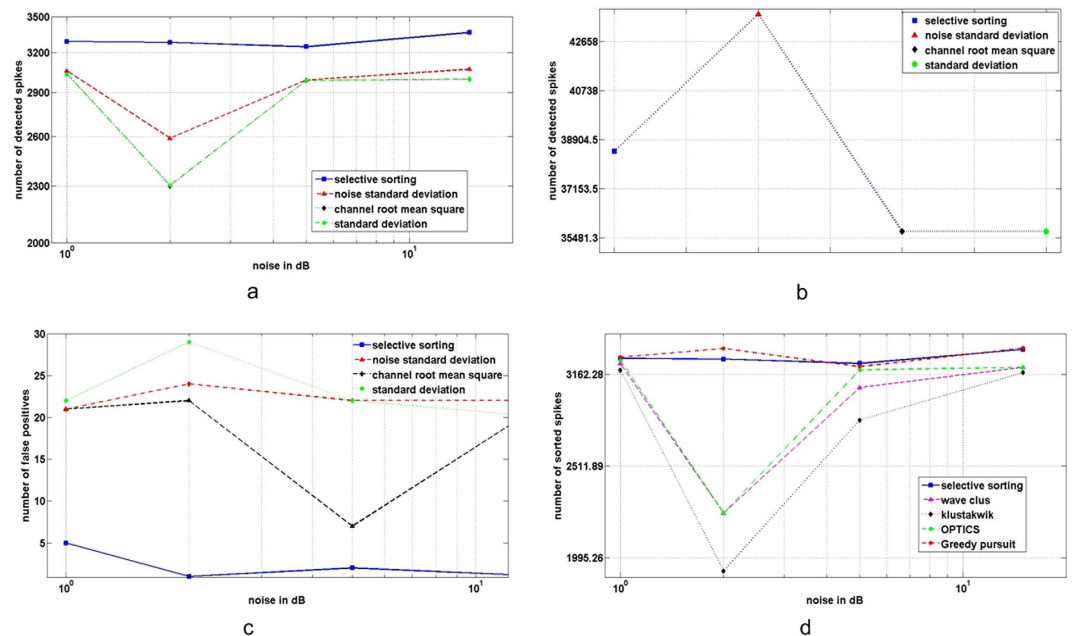 3500
3200
2900
2600
2300
2000
number of detected spikes
selective sorting
noise standard deviation
channel root mean square
standard deviation
10⁰
10¹
noise in dB
a
42658
40738
38904.5
37153.5
35481.3
number of detected spikes
selective sorting
noise standard deviation
channel root mean square
standard deviation
b
30
25
20
15
10
5
number of false positives
selective sorting
noise standard deviation
channel root mean square
standard deviation
10⁰
10¹
noise in dB
c
3162.28
2511.89
1995.26
number of sorted spikes
selective sorting
wave clus
klustakwik
OPTICS
Greedy pursuit
10⁰
10¹
noise in dB
d